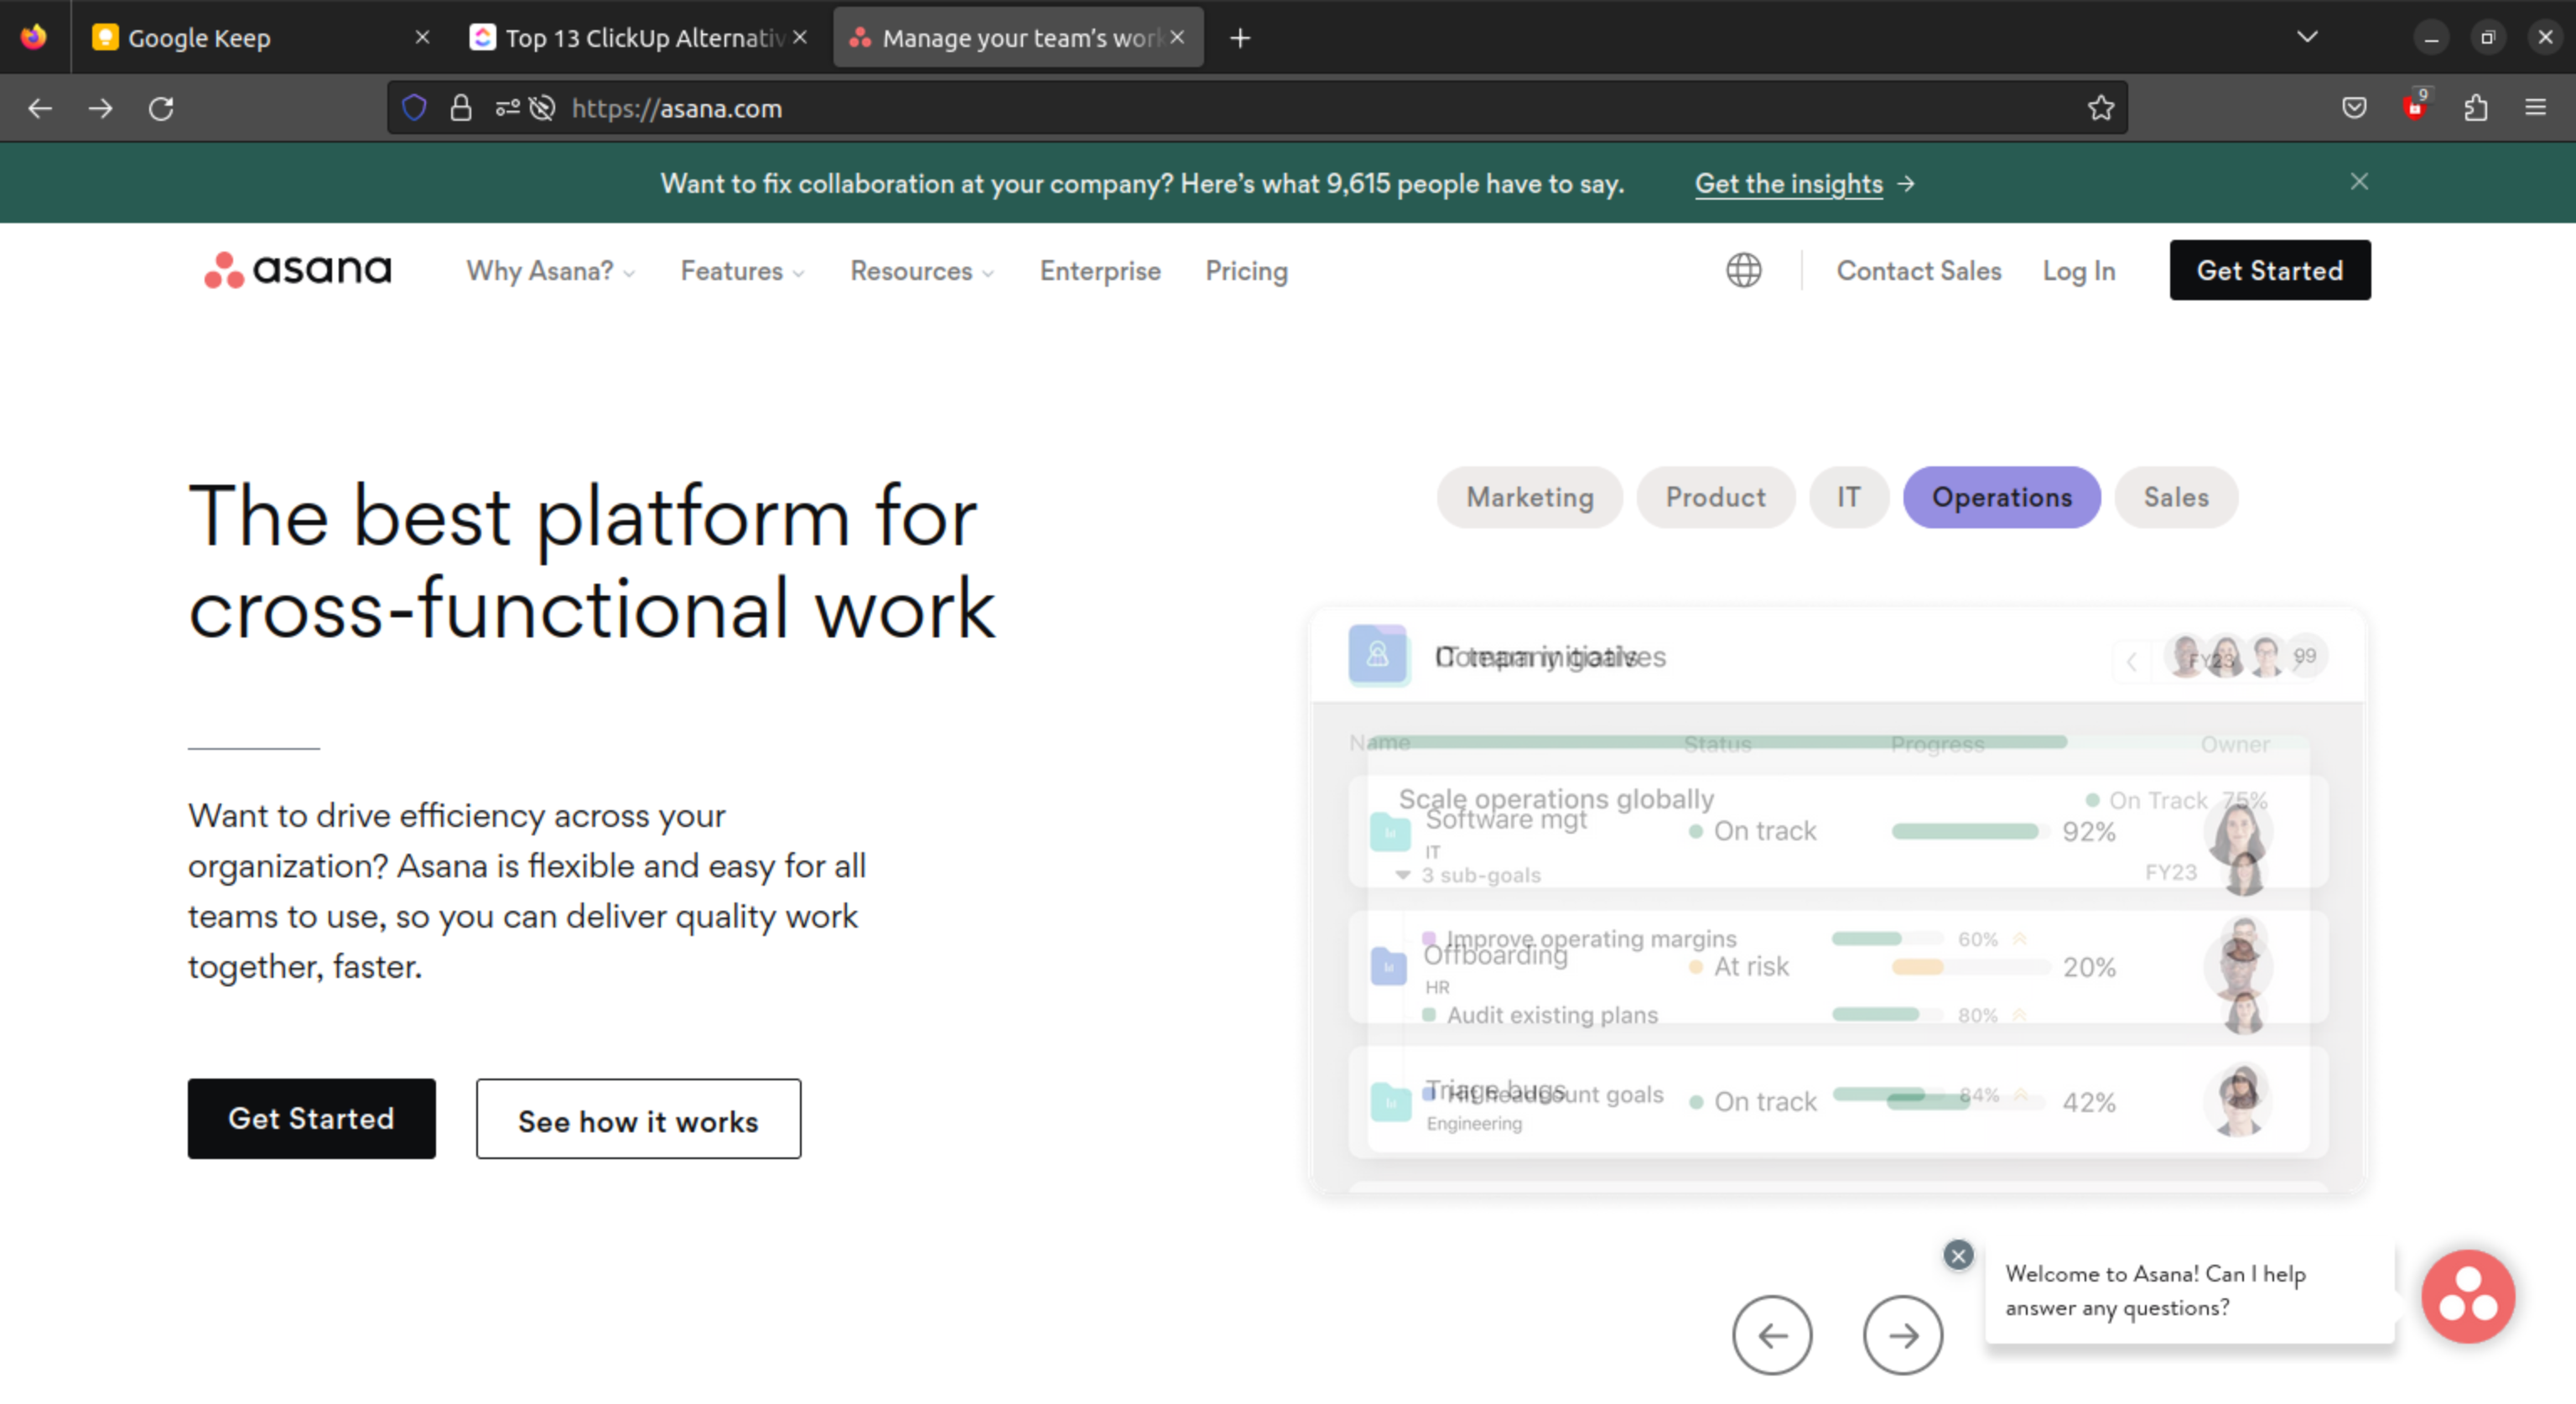 Google Keep
Top 13 ClickUp Alternativ
Manage your team's work
9
https://asana.com
Want to fix collaboration at your company? Here's what 9,615 people have to say.
Get the insights →
asana
Why Asana?
Features
Resources
Enterprise
Pricing
Contact Sales
Log In
Get Started
The best platform for
cross-functional work
Want to drive efficiency across your
organization? Asana is flexible and easy for all
teams to use, so you can deliver quality work
together, faster.
Get Started
See how it works
Marketing
Product
IT
Operations
Sales
FY23
99
Name
Status
Progress
Owner
Scale operations globally
On Track 75%
Software mgt
On track
92%
IT
3 sub-goals
FY23
Improve operating margins
60%
Offboarding
At risk
20%
HR
Audit existing plans
80%
Triage bugs
goals
On track
84%
42%
Engineering
Welcome to Asana! Can I help
answer any questions?